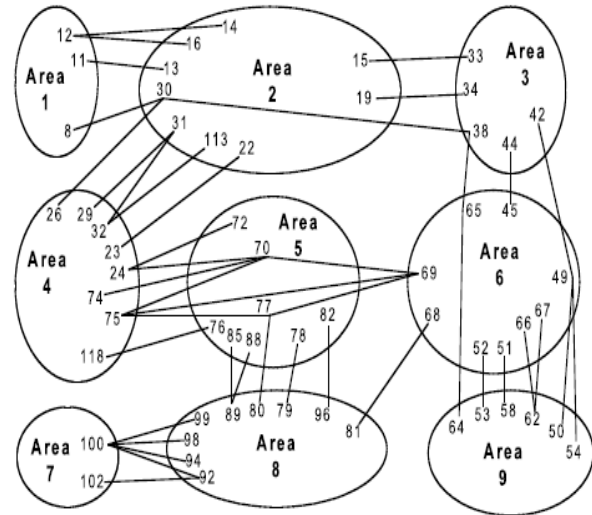 12 14
16
11 13
15 33
Area 1
Area 2
Area 3
30
19 34
42
8
31 113 22
38
44
26 29 32
23
72
65 45
Area 4
24
70
Area 5
69
Area 6
49
74
75
77
82
68
67
66
76 85 88
78
118
52 51
99
89 80 79 96
81
64 53 58 62 50 54
100
98
94
92
102
Area 7
Area 8
Area 9